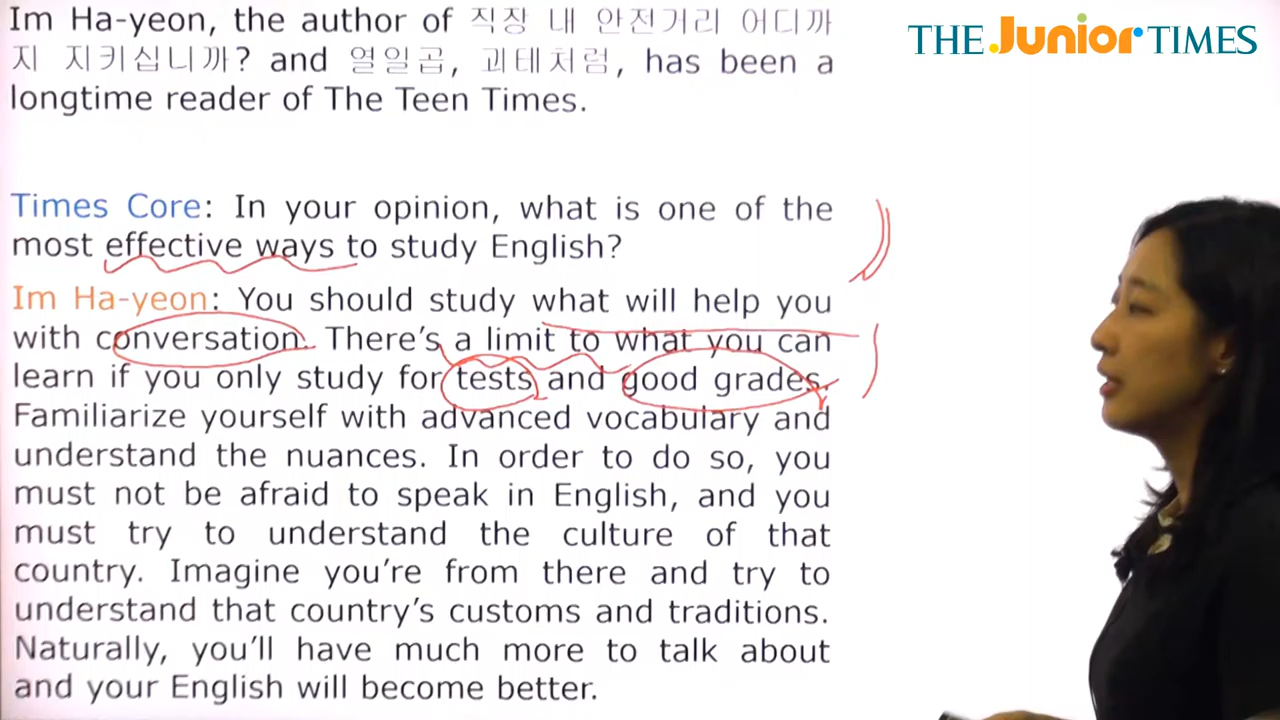 Im Ha-yeon, the author of 직장 내 안전거리 어디까
지 지키십니까? and 열일곱, 괴테처럼, has been a
longtime reader of The Teen Times.
THE Junior TIMES
Times Core: In your opinion, what is one of the
most effective ways to study English?
Im Ha-yeon: You should study what will help you
with conversation. There's a limit to what you can
learn if you only study for tests and good grades.
Familiarize yourself with advanced vocabulary and
understand the nuances. In order to do so, you
must not be afraid to speak in English, and you
must try to understand the culture of that
country. Imagine you're from there and try to
understand that country's customs and traditions.
Naturally, you'll have much more to talk about
and your English will become better.